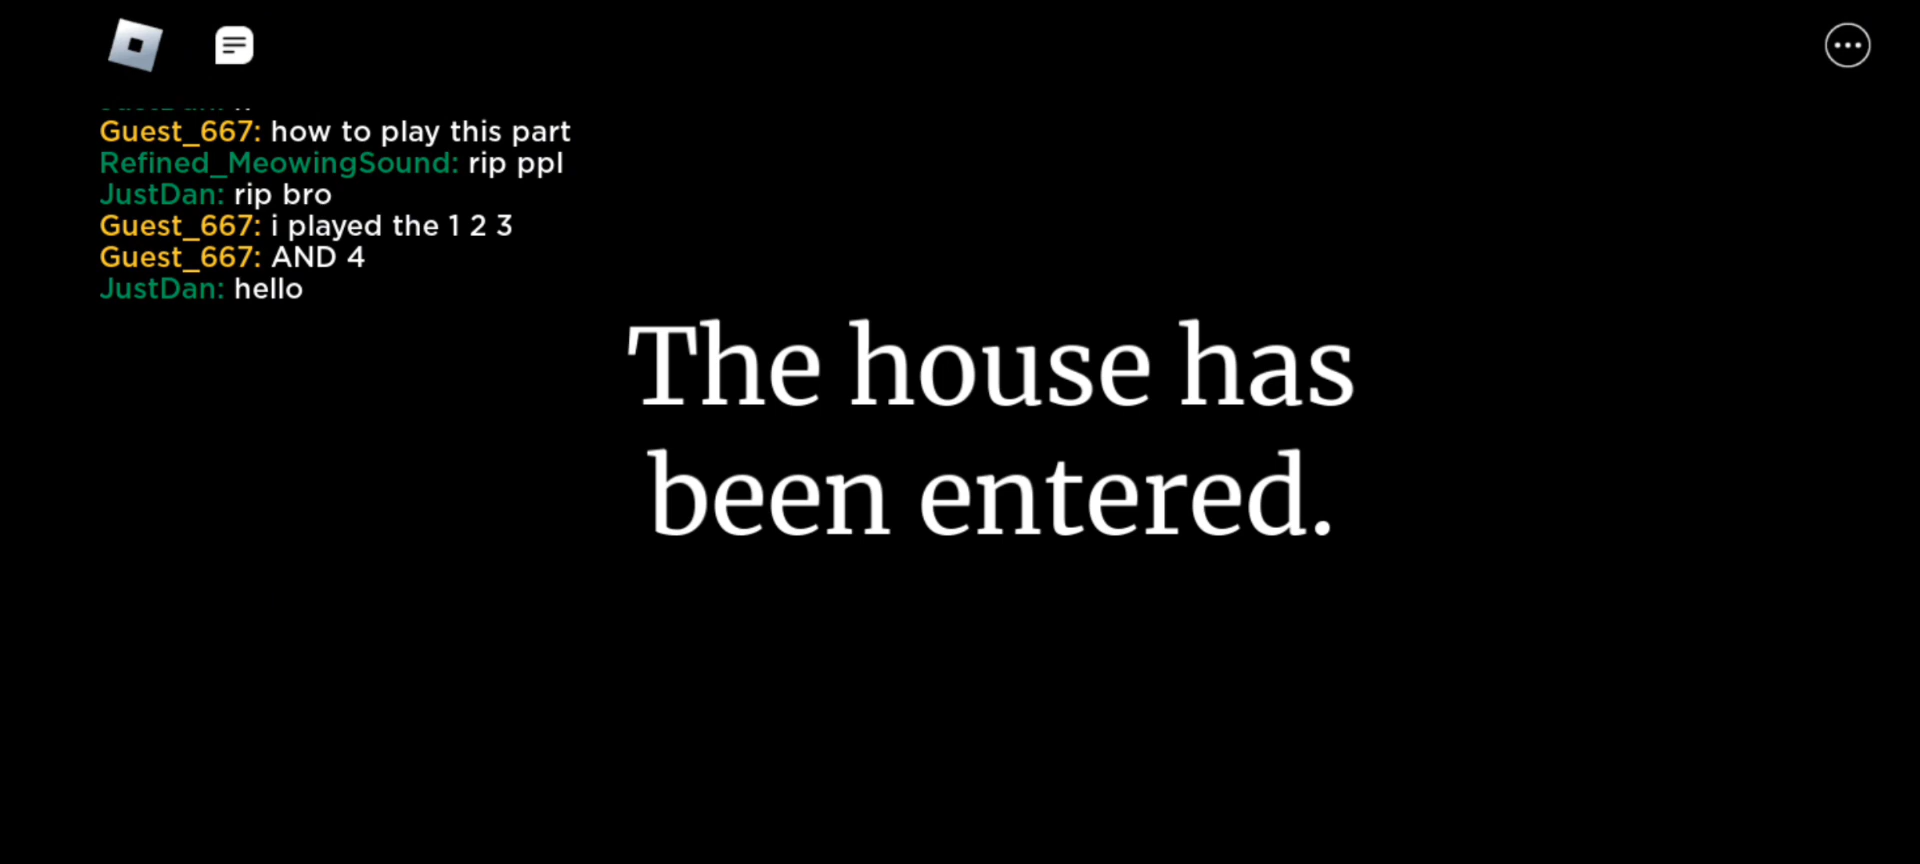 Guest_667: how to play this part
Refined_MeowingSound: rip ppl
JustDan: rip bro
Guest_667: i played the 1 2 3
Guest_667: AND 4
JustDan: hello
The house has
been entered.